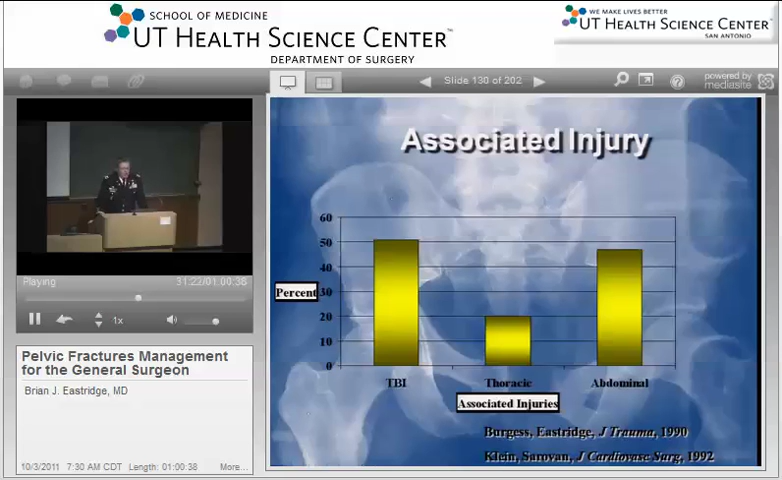 SCHOOL OF MEDICINE
UT HEALTH SCIENCE CENTER™
DEPARTMENT OF SURGERY
WE MAKE LIVES BETTER
UT HEALTH SCIENCE CENTER™
SAN ANTONIO
Slide 130 of 202
powered by
mediasite
Associated Injury
60
50
40
Percent 30
20
10
0
TBI Thoracic Abdominal
Associated Injuries
Burgess, Eastridge, J Trauma, 1990
Klein, Sarovan, J Cardiovasc Surg, 1992
Playing 31:22/01:00:38
1x
Pelvic Fractures Management
for the General Surgeon
Brian J. Eastridge, MD
10/3/2011 7:30 AM CDT Length: 01:00:38 More...